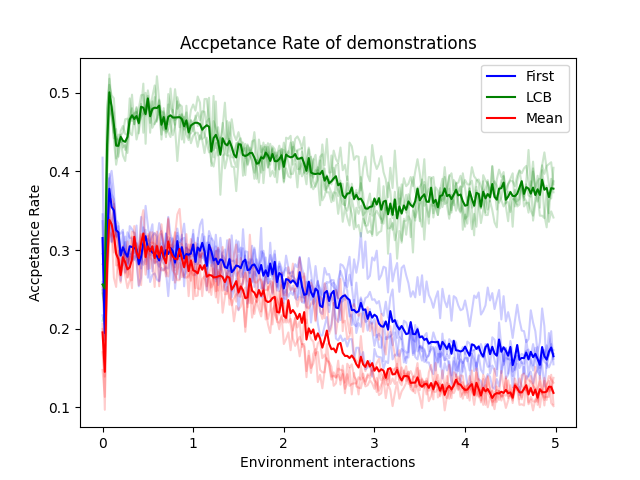 Accpetance Rate of demonstrations
First
LCB
Mean
Accpetance Rate
0.5
0.4
0.3
0.2
0.1
0 1 2 3 4 5
Environment interactions